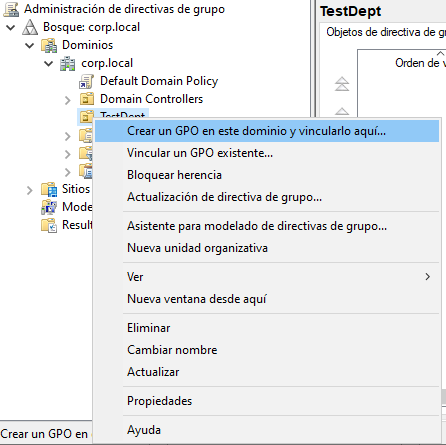 Administración de directivas de grupo
Bosque: corp.local
Dominios
corp.local
Default Domain Policy
Domain Controllers
TestDept
Sitios
Mode
Result
TestDept
Objetos de directiva de gr
Orden de v
Crear un GPO en este dominio y vincularlo aquí...
Vincular un GPO existente...
Bloquear herencia
Actualización de directiva de grupo...
Asistente para modelado de directivas de grupo...
Nueva unidad organizativa
Ver
Nueva ventana desde aquí
Eliminar
Cambiar nombre
Actualizar
Propiedades
Ayuda
Crear un GPO en